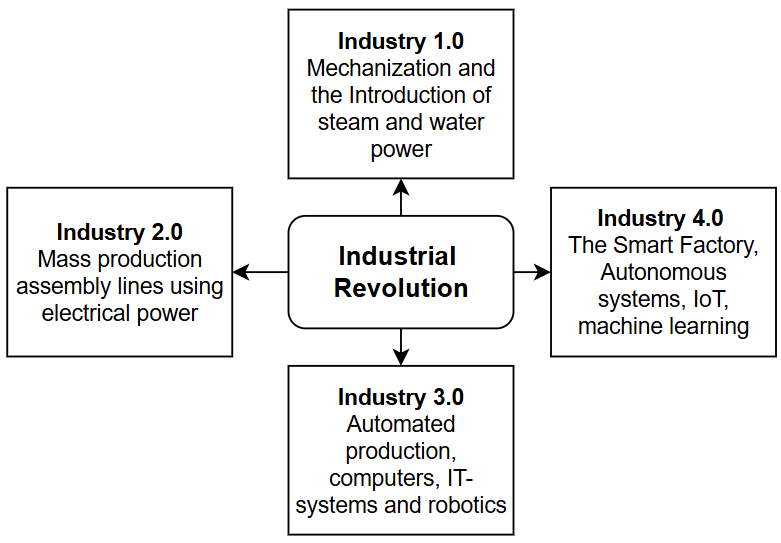 Industry 1.0
Mechanization and
the Introduction of
steam and water
power
Industry 2.0
Mass production
assembly lines using
electrical power
Industrial
Revolution
Industry 4.0
The Smart Factory,
Autonomous
systems, IoT,
machine learning
Industry 3.0
Automated
production,
computers, IT-
systems and robotics